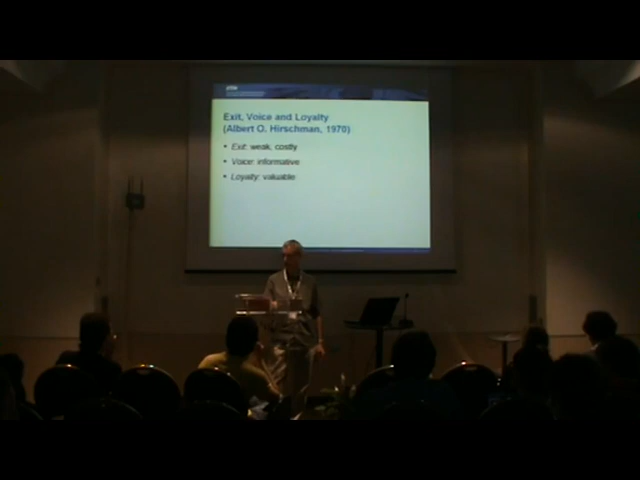 Exit, Voice and Loyalty
(Albert O. Hirschman, 1970)
• Exit: weak, costly
• Voice: informative
• Loyalty: valuable